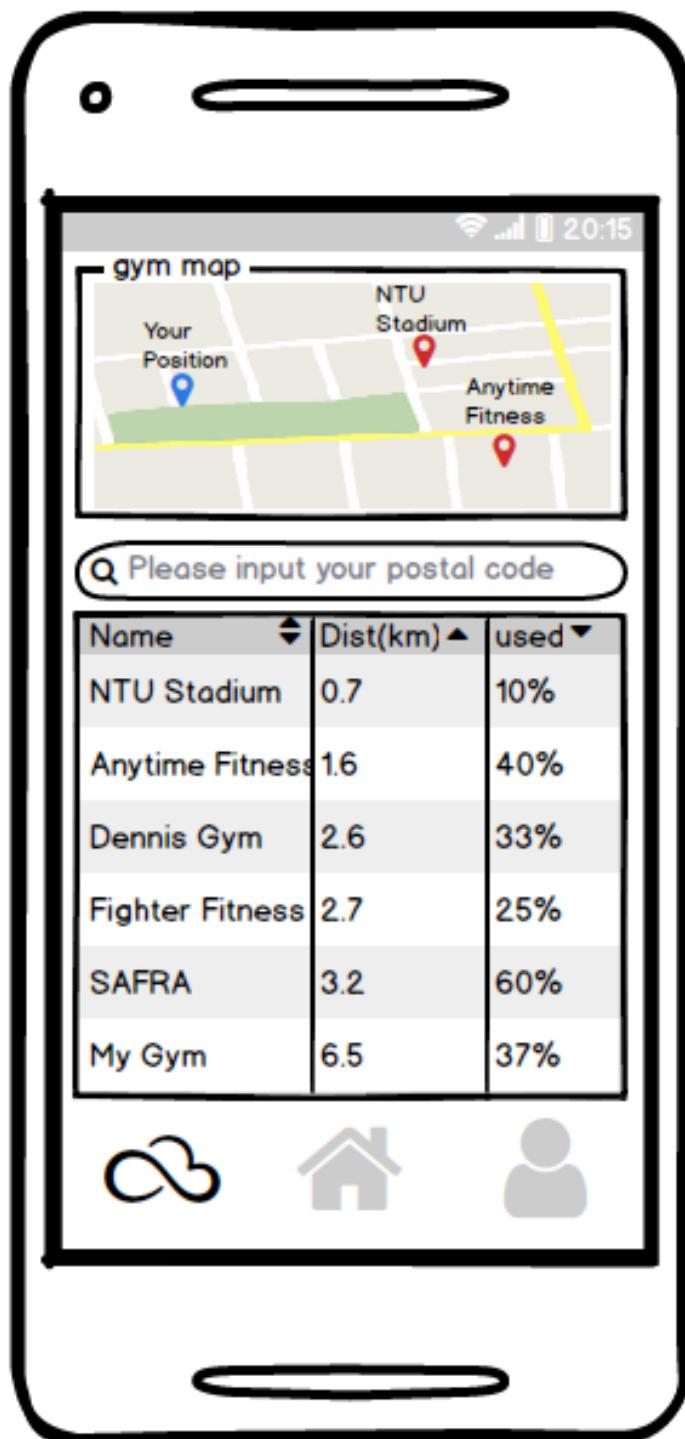 20:15
gym map
NTU
Stadium
Your
Position
Anytime
Fitness
Please input your postal code
Name Dist(km) used
NTU Stadium 0.7 10%
Anytime Fitness 1.6 40%
Dennis Gym 2.6 33%
Fighter Fitness 2.7 25%
SAFRA 3.2 60%
My Gym 6.5 37%